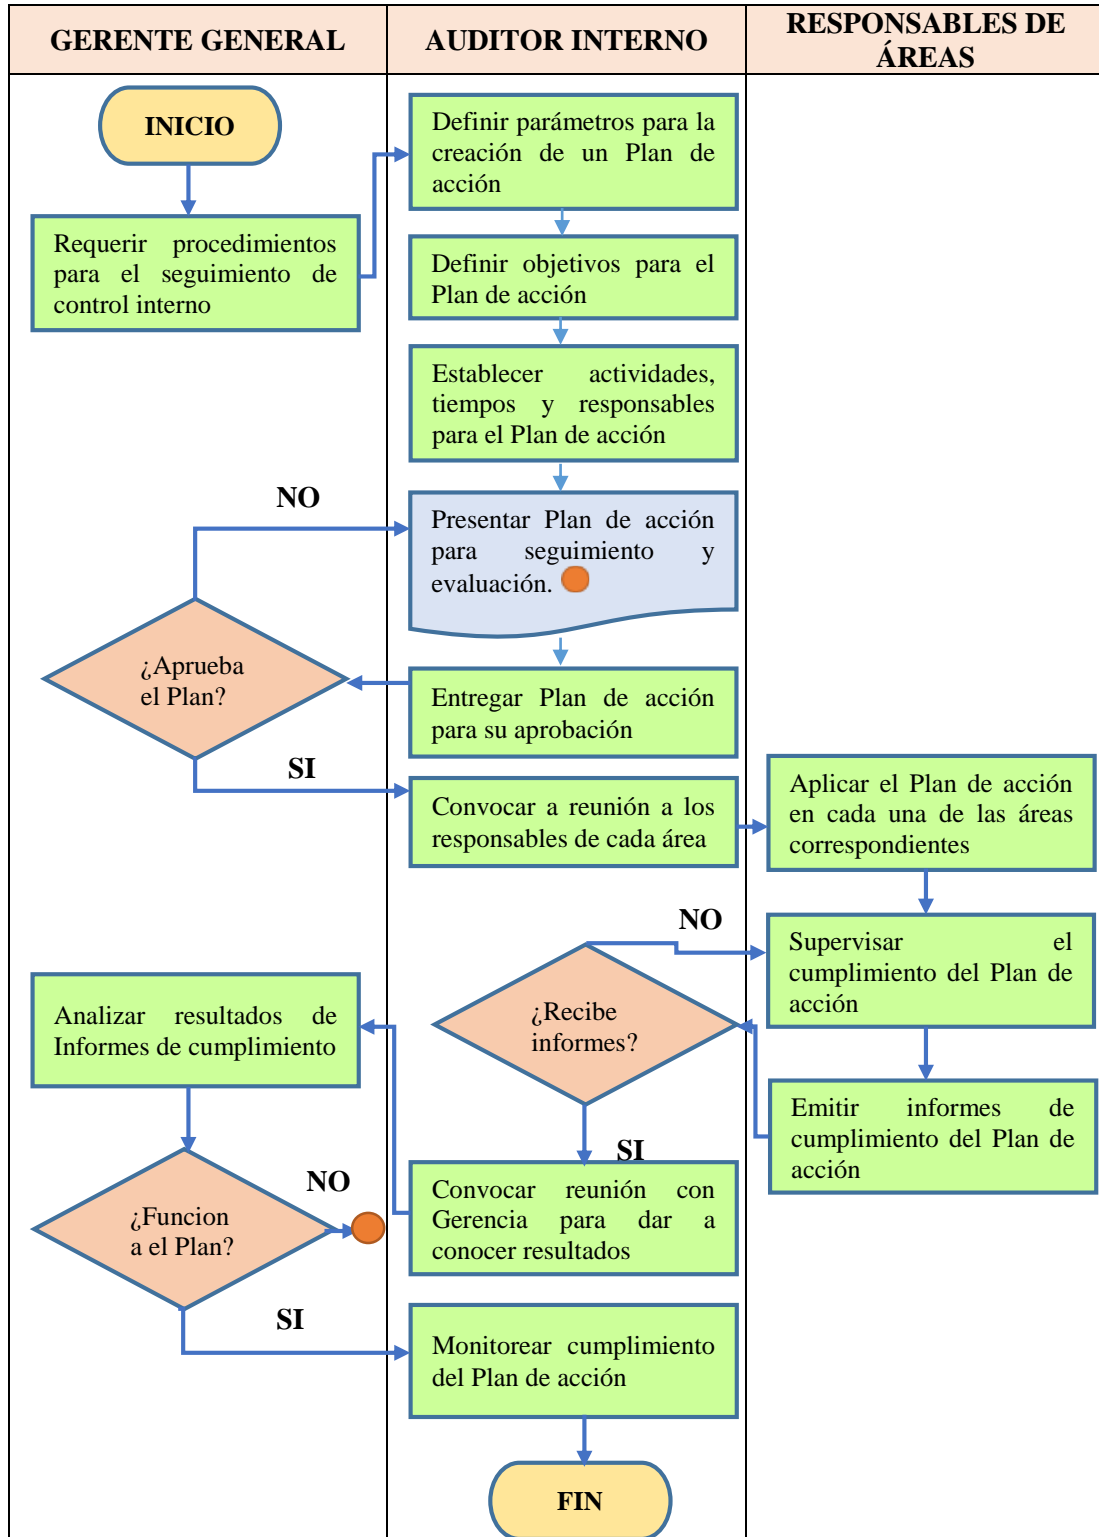 GERENTE GENERAL
AUDITOR INTERNO
RESPONSABLES DE
ÁREAS
INICIO
Definir parámetros para la
creación de un Plan de
acción
Requerir procedimientos
para el seguimiento de
control interno
Definir objetivos para el
Plan de acción
Establecer actividades,
tiempos y responsables
para el Plan de acción
NO
Presentar Plan de acción
para seguimiento y
evaluación.
¿Aprueba
el Plan?
Entregar Plan de acción
para su aprobación
SI
Convocar a reunión a los
responsables de cada área
Aplicar el Plan de acción
en cada una de las áreas
correspondientes
NO
Supervisar el
cumplimiento del Plan de
acción
¿Recibe
informes?
Analizar resultados de
Informes de cumplimiento
Emitir informes de
cumplimiento del Plan de
acción
SI
Convocar reunión con
Gerencia para dar a
conocer resultados
NO
¿Funcion
a el Plan?
SI
Monitorear cumplimiento
del Plan de acción
FIN